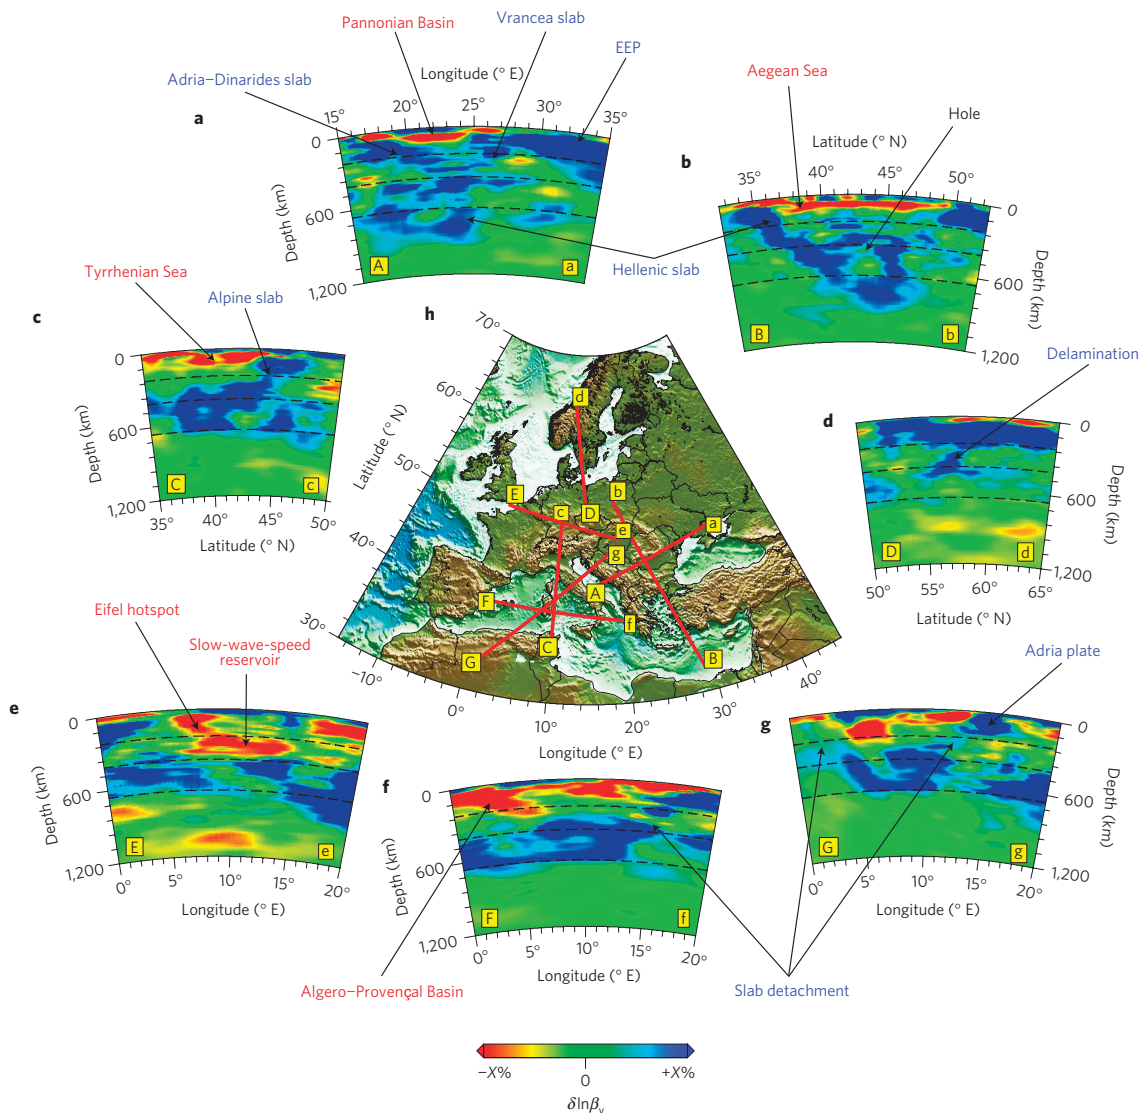 Pannonian Basin
Vrancea slab
EEP
Adria–Dinarides slab
Longitude (° E)
a
15°
20°
25°
30°
35°
0
600
1,200
Depth (km)
A
a
Aegean Sea
Hole
b
Latitude (° N)
35°
40°
45°
50°
0
600
1,200
Depth (km)
B
b
Hellenic slab
Tyrrhenian Sea
Alpine slab
c
0
600
1,200
Depth (km)
C
c
35°
40°
45°
50°
Latitude (° N)
h
70°
60°
50°
40°
30°
Latitude (° N)
d
E
c
D
b
e
a
g
A
F
f
G
C
B
–10°
0°
10°
20°
30°
40°
Longitude (° E)
Delamination
d
0
600
1,200
Depth (km)
D
d
50°
55°
60°
65°
Latitude (° N)
Eifel hotspot
Slow-wave-speed
reservoir
e
0
600
1,200
Depth (km)
E
e
0°
5°
10°
15°
20°
Longitude (° E)
f
0
600
1,200
Depth (km)
F
f
0°
5°
10°
15°
20°
Longitude (° E)
Algero–Provençal Basin
Adria plate
g
0
600
1,200
Depth (km)
G
g
0°
5°
10°
15°
20°
Longitude (° E)
Slab detachment
–X%
0
+X%
δlnβv